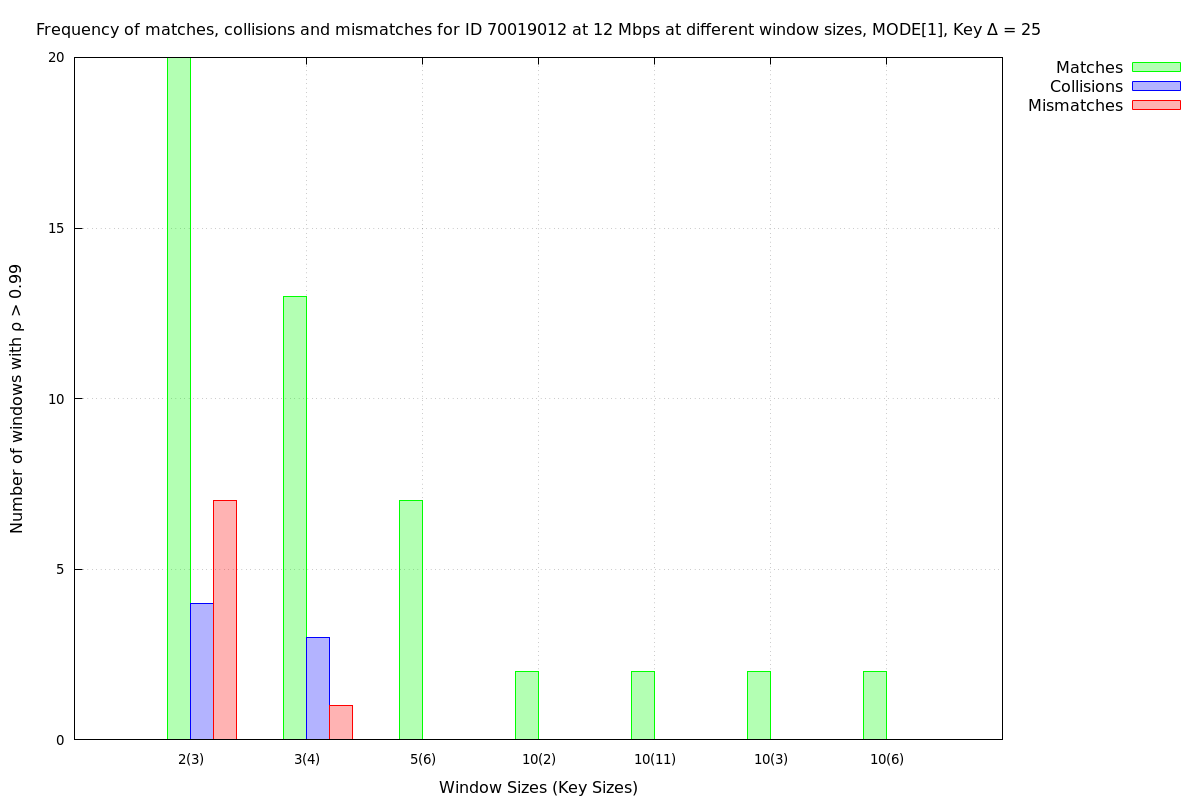 Frequency of matches, collisions and mismatches for ID 70019012 at 12 Mbps at different window sizes, MODE[1], Key Δ = 25
Matches
Collisions
Mismatches
Number of windows with ρ > 0.99
20
15
10
5
0
2(3) 3(4) 5(6) 10(2) 10(11) 10(3) 10(6)
Window Sizes (Key Sizes)